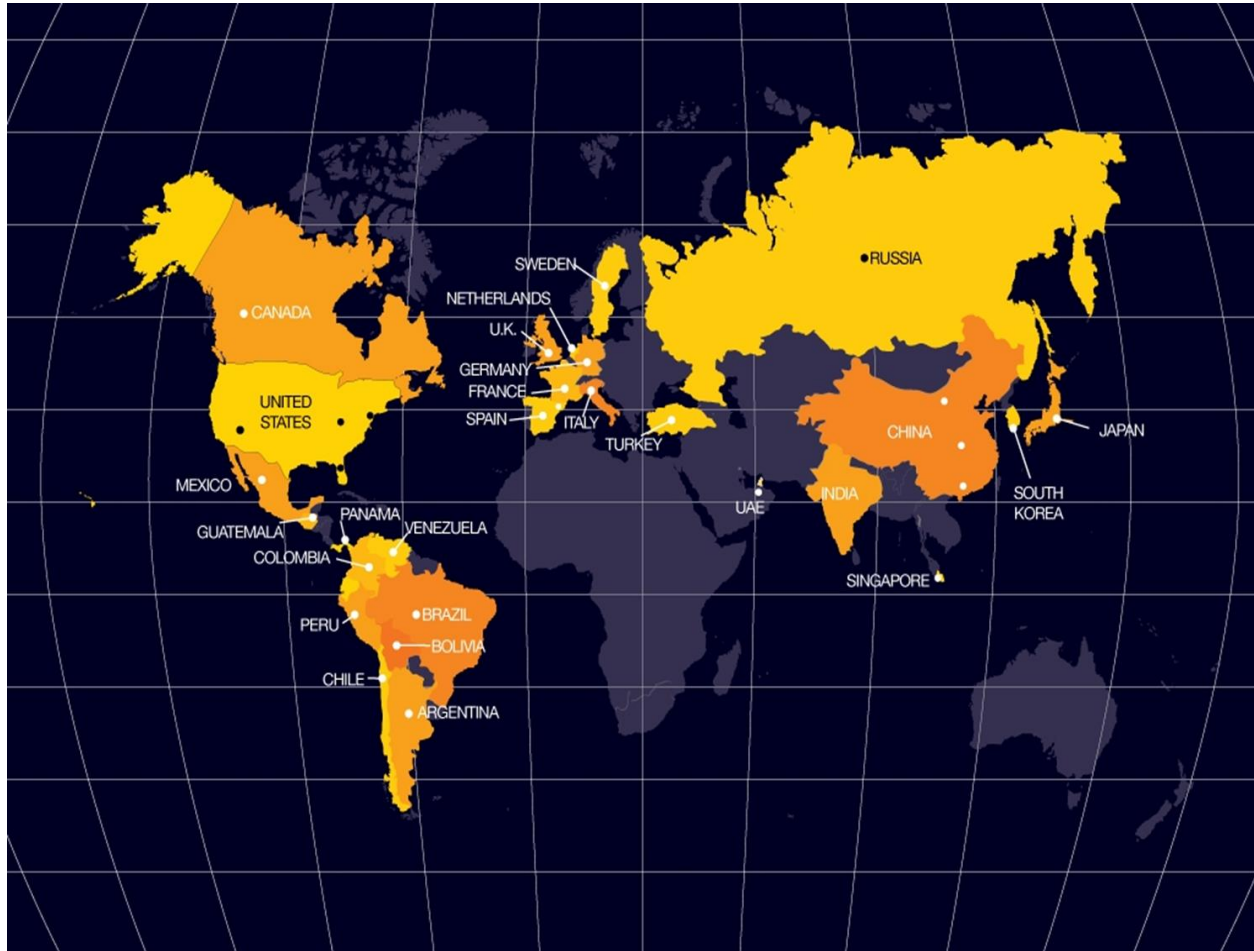 RUSSIA
SWEDEN
NETHERLANDS
CANADA
U.K.
GERMANY
FRANCE
UNITED
STATES
SPAIN
ITALY
TURKEY
CHINA
JAPAN
MEXICO
INDIA
SOUTH
KOREA
UAE
GUATEMALA
PANAMA
VENEZUELA
COLOMBIA
SINGAPORE
PERU
BRAZIL
BOLIVIA
CHILE
ARGENTINA